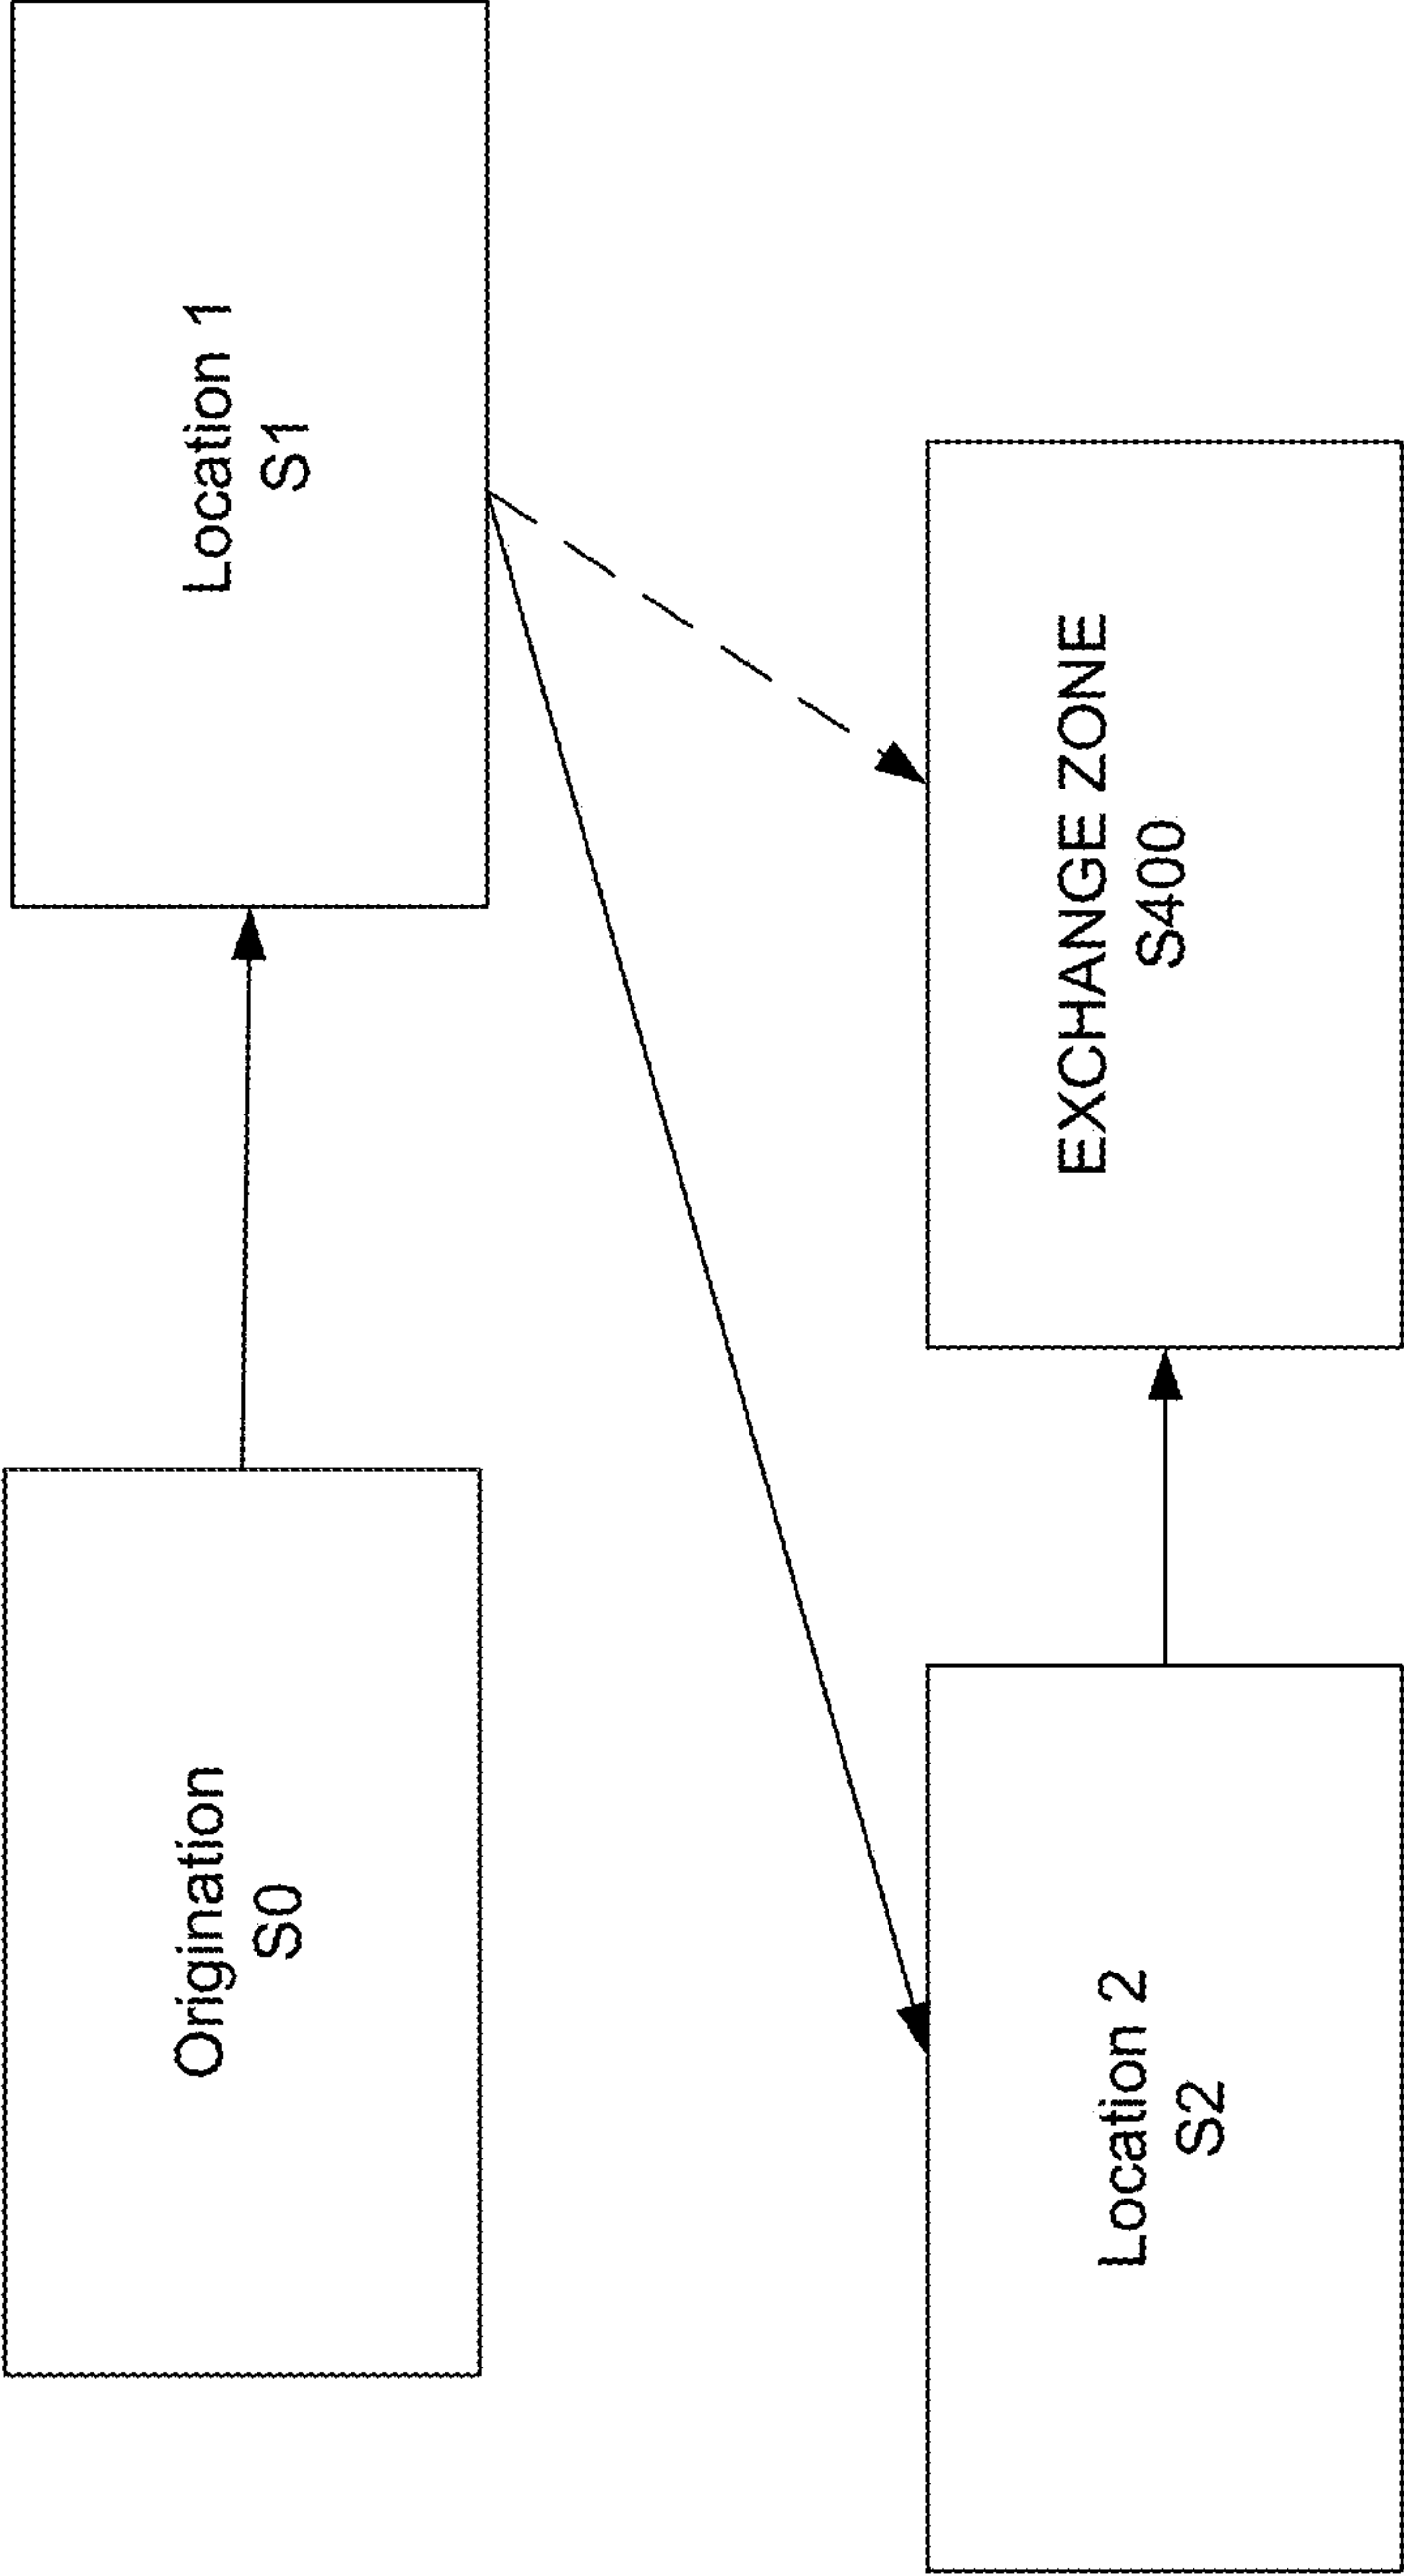 Origination
S0
Location 1
S1
Location 2
S2
EXCHANGE ZONE
S400